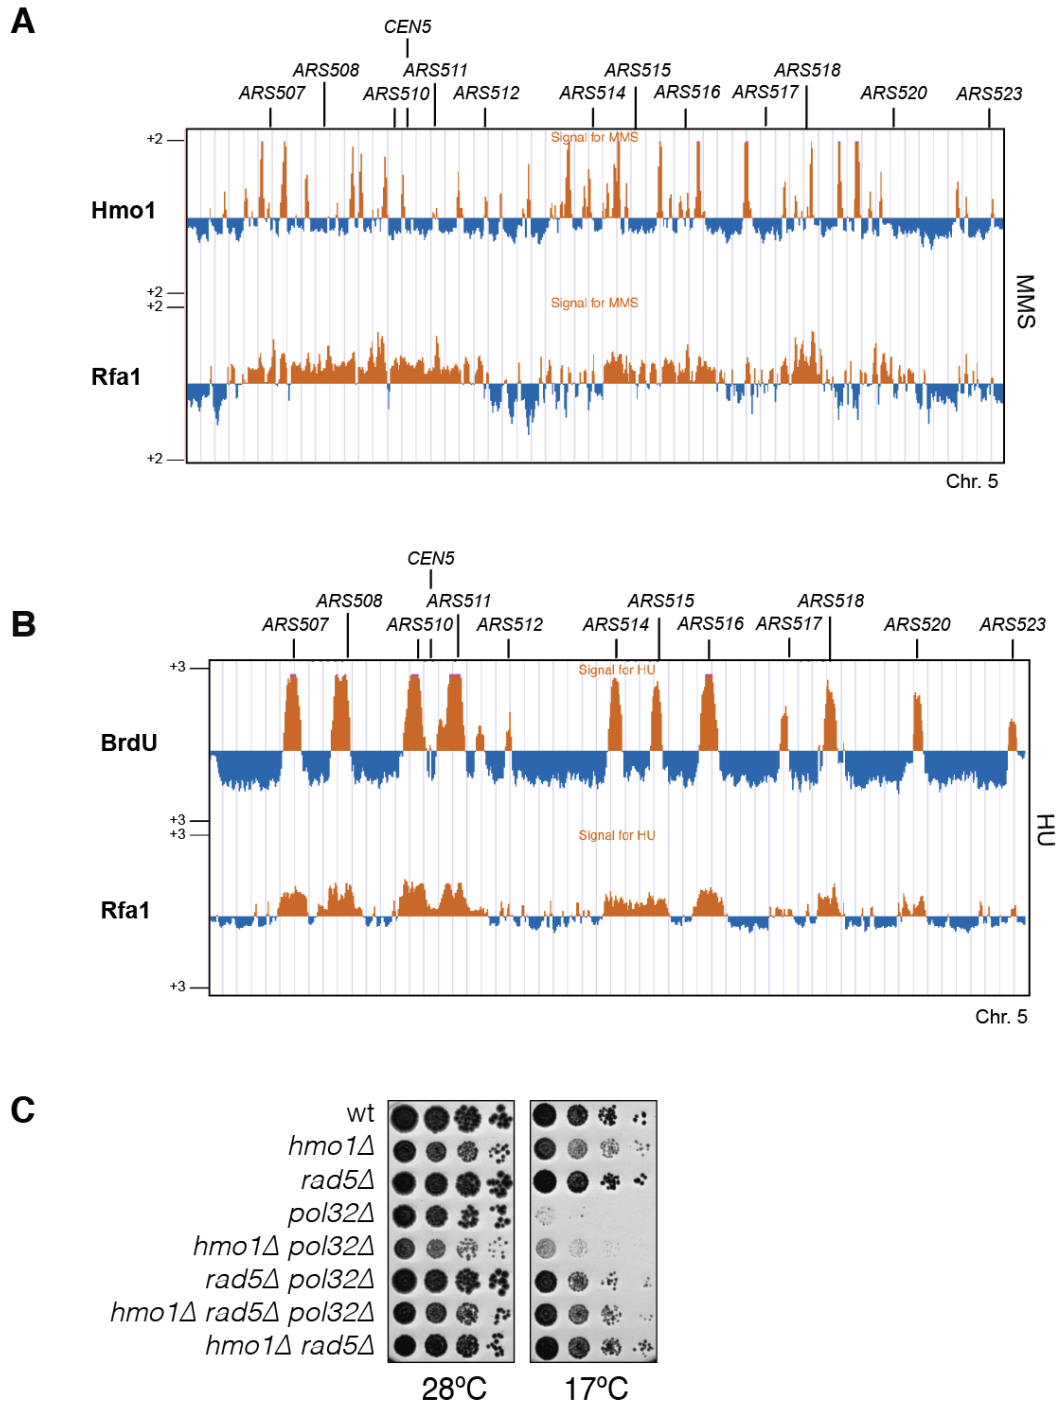 A
CEN5
ARS508 ARS511 ARS515 ARS518
ARS507 ARS510 ARS512 ARS514 ARS516 ARS517 ARS520 ARS523
+2
Signal for MMS
Hmo1
+2
+2
Signal for MMS
MMS
Rfa1
+2
Chr. 5
CEN5
B
ARS508 ARS511 ARS515 ARS518
ARS507 ARS510 ARS512 ARS514 ARS516 ARS517 ARS520 ARS523
+3
Signal for HU
BrdU
+3
+3
Signal for HU
HU
Rfa1
+3
Chr. 5
C
wt
hmo1Δ
rad5Δ
pol32Δ
hmo1Δ pol32Δ
rad5Δ pol32Δ
hmo1Δ rad5Δ pol32Δ
hmo1Δ rad5Δ
28ºC 17ºC